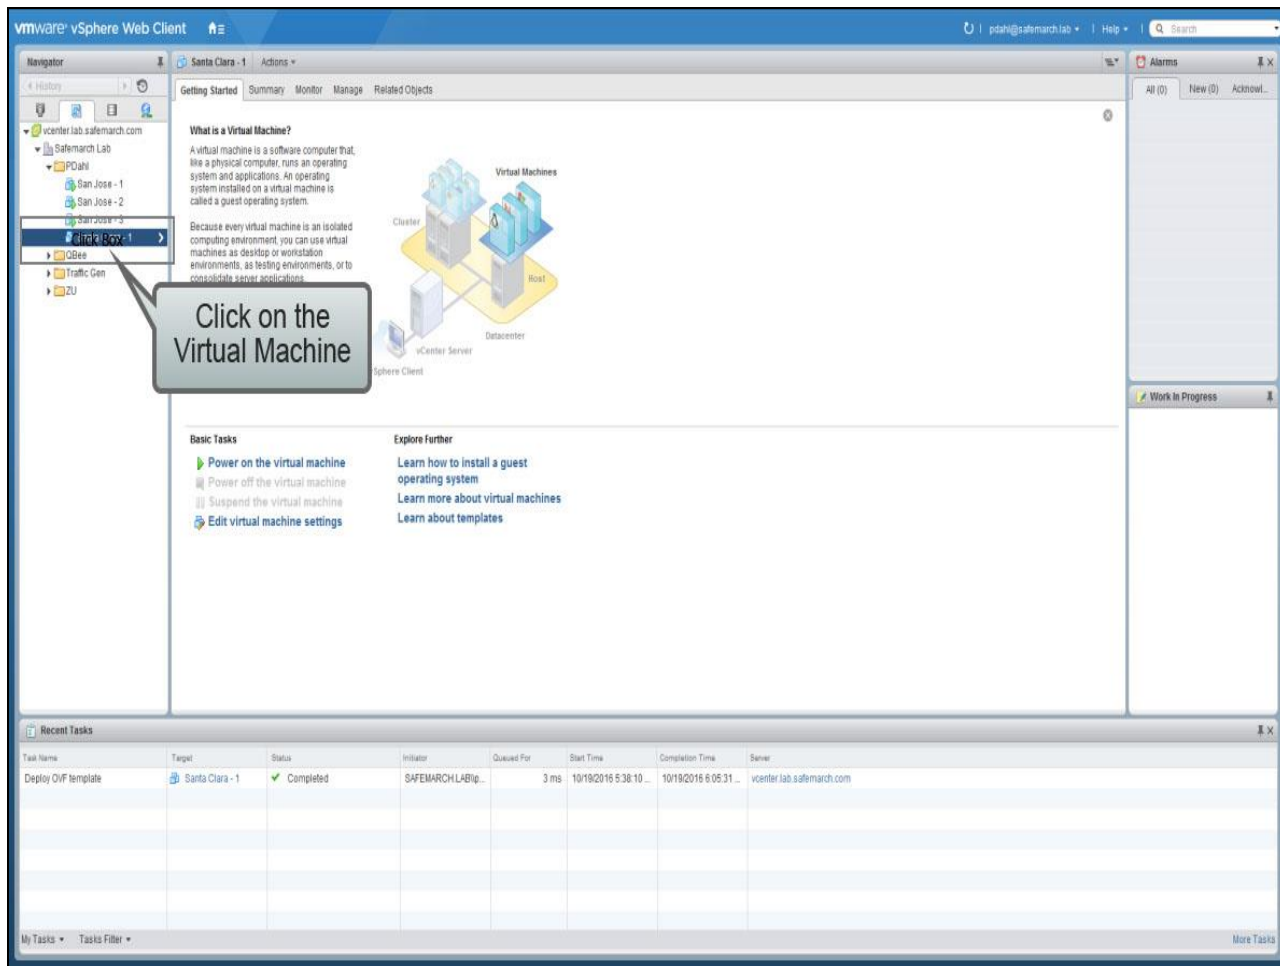 vmware® vSphere Web Client
pdahl@safemarch.lab
Help
Search
Navigator
History
vcenter.lab.safemarch.com
Safemarch Lab
PDahl
San Jose - 1
San Jose - 2
San Jose - 3
Click Box
- 1
QBee
Traffic Gen
ZU
Click on the
Virtual Machine
Santa Clara - 1 Actions
Getting Started Summary Monitor Manage Related Objects
What is a Virtual Machine?
A virtual machine is a software computer that,
like a physical computer, runs an operating
system and applications. An operating
system installed on a virtual machine is
called a guest operating system.
Because every virtual machine is an isolated
computing environment, you can use virtual
machines as desktop or workstation
environments, as testing environments, or to
consolidate server applications.
Virtual Machines
Cluster
Host
Datacenter
vCenter Server
vSphere Client
Basic Tasks
Power on the virtual machine
Power off the virtual machine
Suspend the virtual machine
Edit virtual machine settings
Explore Further
Learn how to install a guest
operating system
Learn more about virtual machines
Learn about templates
Alarms
All (0) New (0) Acknowl...
Work In Progress
Recent Tasks
Task Name Target Status Initiator Queued For Start Time Completion Time Server
Deploy OVF template Santa Clara - 1 Completed SAFEMARCH.LAB\p... 3 ms 10/19/2016 5:38:10 ... 10/19/2016 6:05:31 ... vcenter.lab.safemarch.com
My Tasks Tasks Filter More Tasks